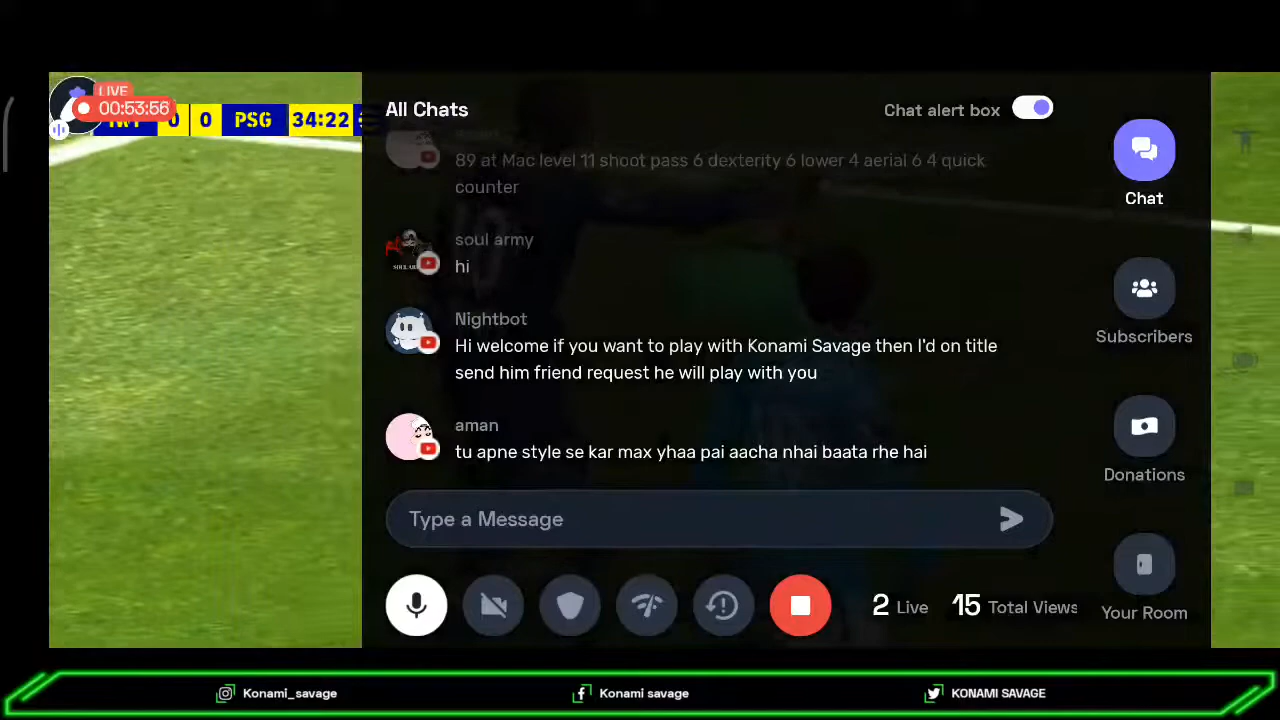 LIVE
00:53:56
0 0 PSG 34:22
All Chats
Chat alert box
89 at Mac level 11 shoot pass 6 dexterity 6 lower 4 aerial 6 4 quick
counter
soul army
hi
Nightbot
Hi welcome if you want to play with Konami Savage then I'd on title
send him friend request he will play with you
aman
tu apne style se kar max yhaa pai aacha nhai baata rhe hai
Type a Message
2 Live 15 Total Views
Chat
Subscribers
Donations
Your Room
Konami_savage
Konami savage
KONAMI SAVAGE